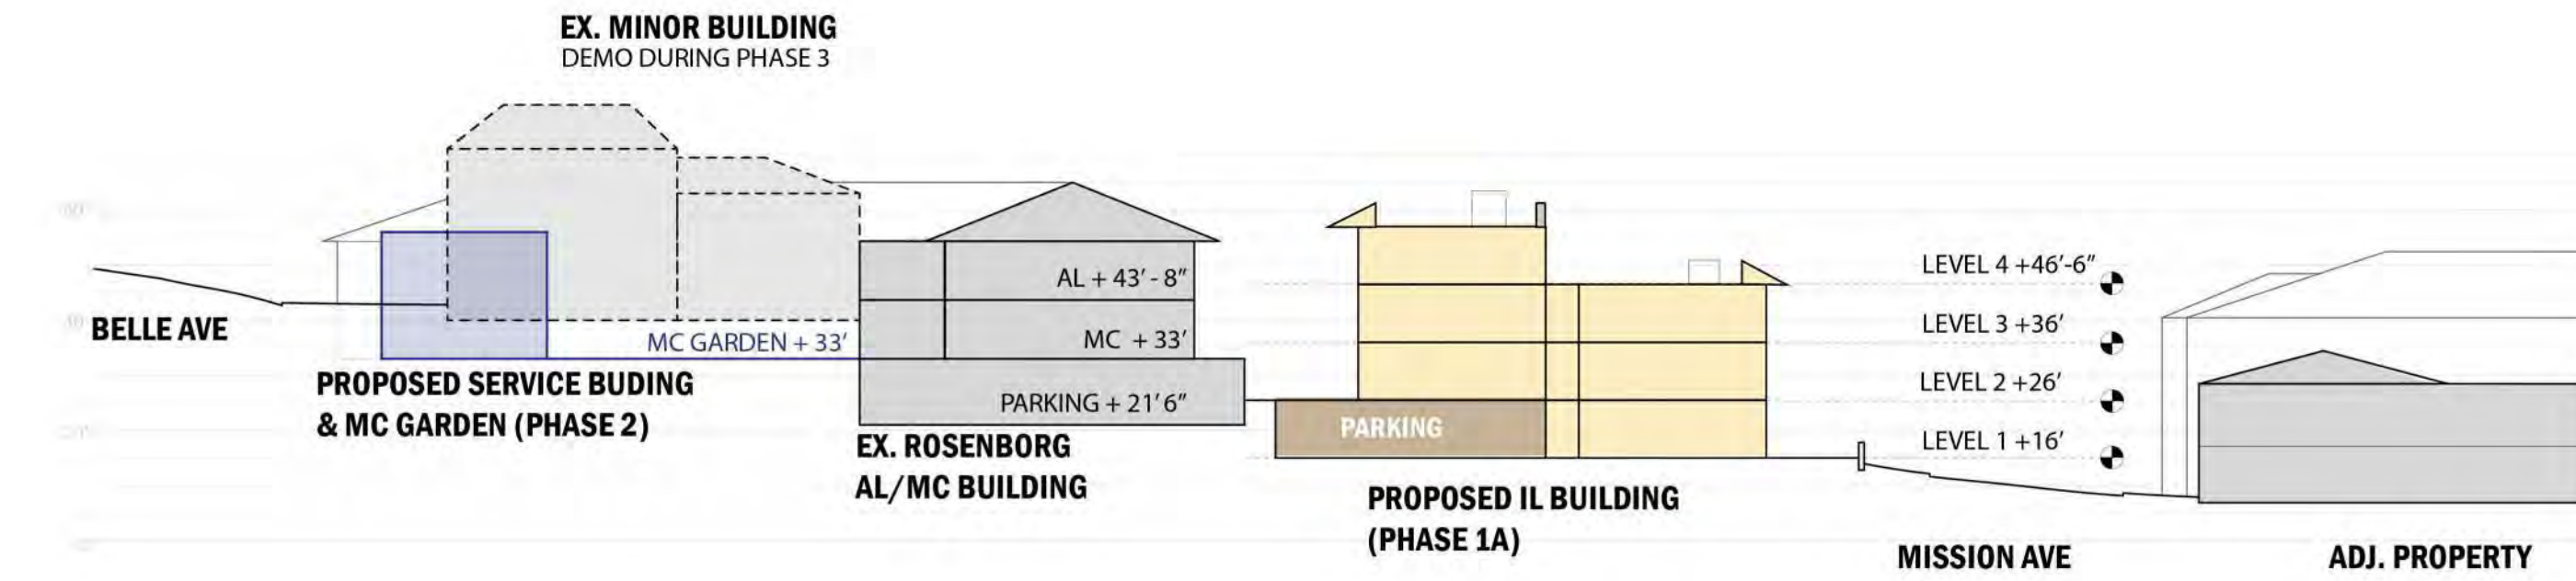 EX. MINOR BUILDING
DEMO DURING PHASE 3
BELLE AVE
MC GARDEN + 33'
PROPOSED SERVICE BUDING
& MC GARDEN (PHASE 2)
AL + 43' - 8"
MC + 33'
PARKING + 21' 6"
EX. ROSENBORG
AL/MC BUILDING
PARKING
PROPOSED IL BUILDING
(PHASE 1A)
LEVEL 4 +46'-6"
LEVEL 3 +36'
LEVEL 2 +26'
LEVEL 1 +16'
MISSION AVE
ADJ. PROPERTY